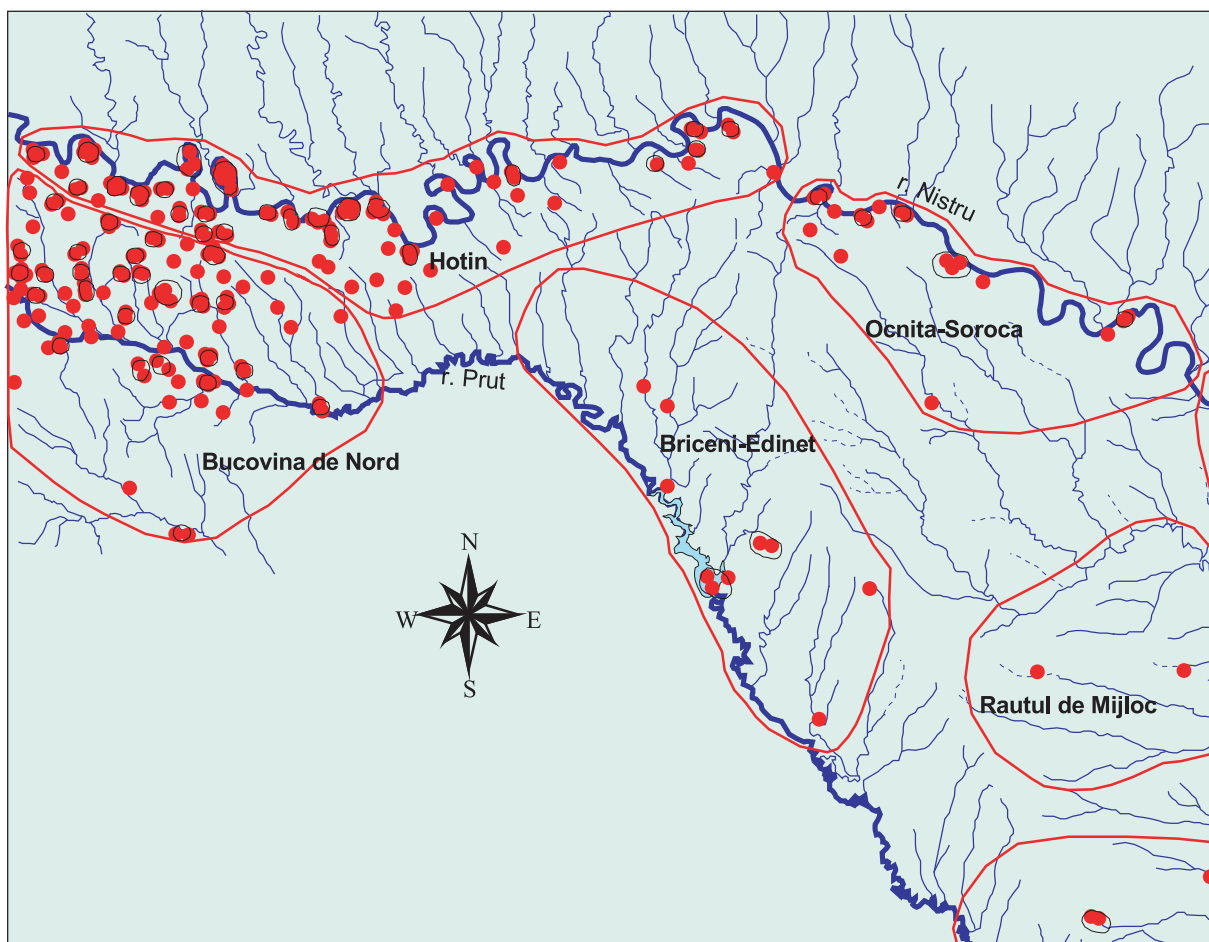 r. Nistru
Hotin
Ocnita-Soroca
r. Prut
Briceni-Edinet
Bucovina de Nord
N
W
E
S
Rautul de Mijloc